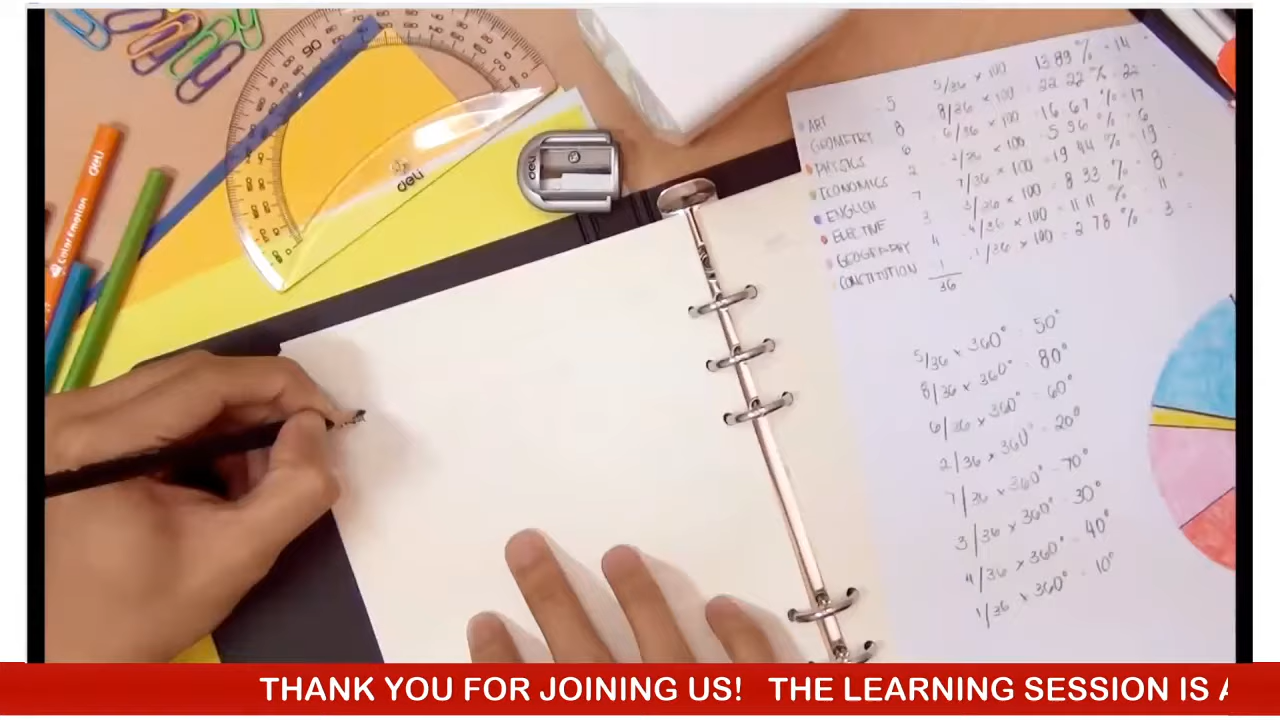 90
deli
deli
deli
Color Emotion
ART 5 5/36 x 100 13.89 % = 14
GEOMETRY 8 8/36 x 100 = 22.22 % = 22
PHYSICS 6 6/36 x 100 = 16.67 % = 17
ECONOMICS 2 2/36 x 100 = 5.56 % = 6
ENGLISH 7 7/36 x 100 = 19.44 % = 19
ELECTIVE 3 3/36 x 100 = 8.33 % = 8
GEOGRAPHY 4 4/36 x 100 = 11.11 % = 11
CONSTITUTION 1 1/36 x 100 = 2.78 % = 3
36
5/36 x 360° = 50°
8/36 x 360° = 80°
6/36 x 360° = 60°
2/36 x 360° = 20°
7/36 x 360° = 70°
3/36 x 360° = 30°
4/36 x 360° = 40°
1/36 x 360° = 10°
THANK YOU FOR JOINING US! THE LEARNING SESSION IS